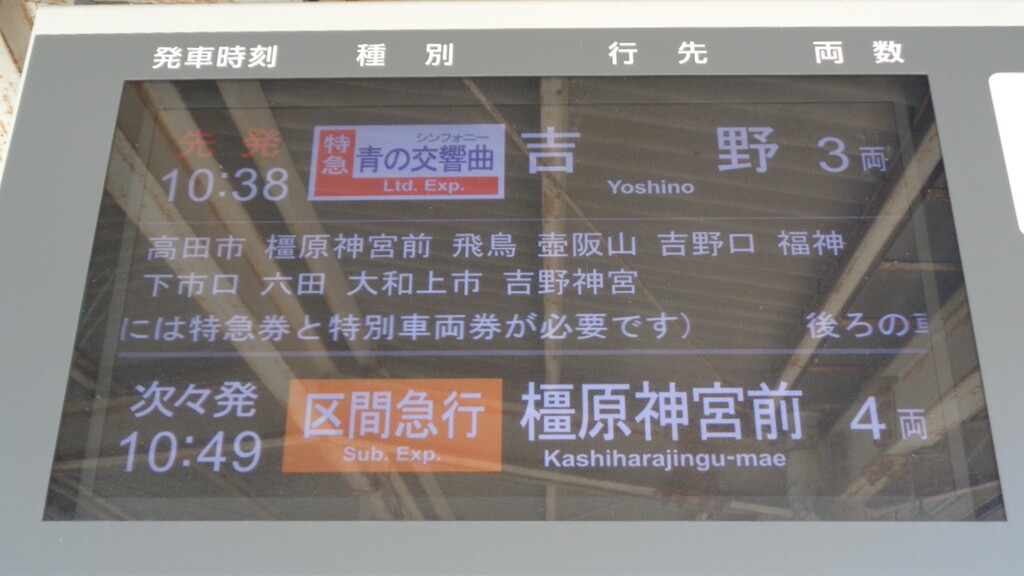 発車時刻 種別 行先 両数
先発 特急 シンフォニー
青の交響曲 吉野 3両
10:38 Ltd. Exp. Yoshino
高田市 橿原神宮前 飛鳥 壺阪山 吉野口 福神
下市口 六田 大和上市 吉野神宮
には特急券と特別車両券が必要です） 後ろの車
次々発 区間急行 橿原神宮前 4両
10:49 Sub. Exp. Kashiharajingu-mae